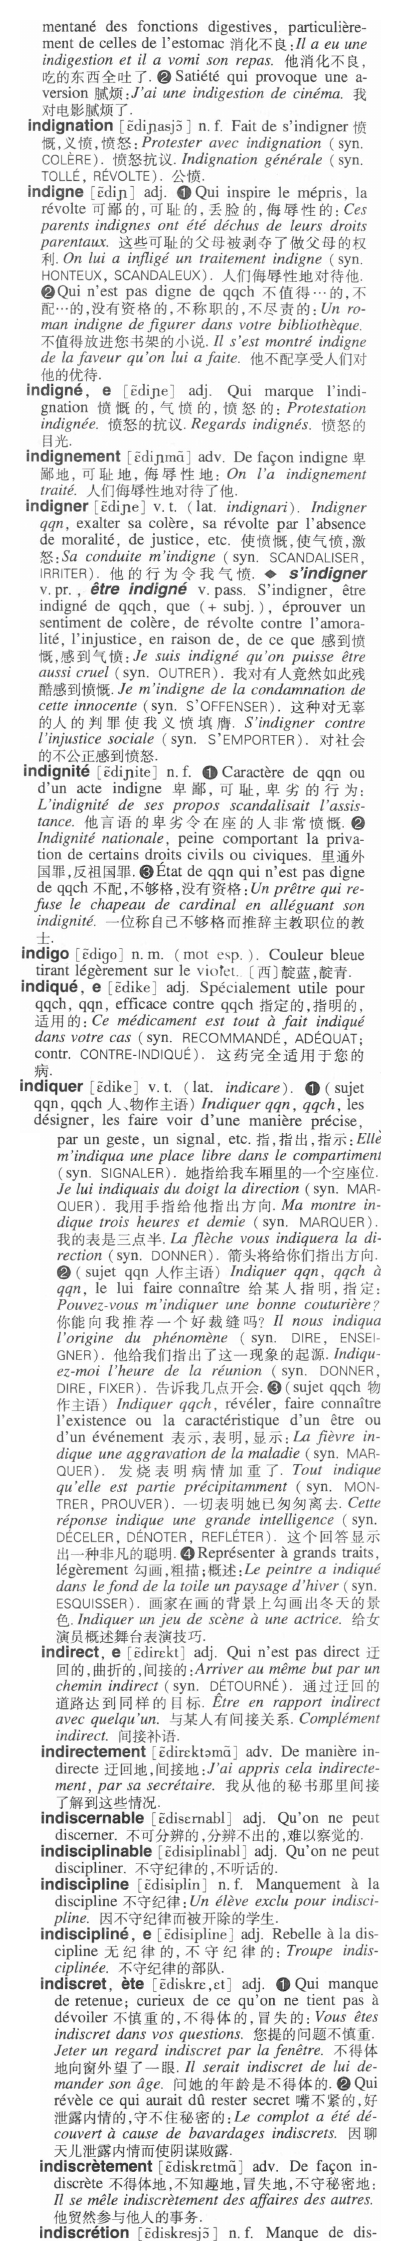 mentané des fonctions digestives, particulière-
ment de celles de l'estomac 消化不良:Il a eu une
indigestion et il a vomi son repas. 他消化不良,
吃的东西全吐了. ❷ Satiété qui provoque une a-
version 腻烦:J'ai une indigestion de cinéma. 我
对电影腻烦了.
indignation [ɛ̃diɲasjɔ̃] n. f. Fait de s'indigner 愤
慨,义愤,愤怒: Protester avec indignation (syn.
COLÈRE). 愤怒抗议. Indignation générale (syn.
TOLLÉ, RÉVOLTE). 公愤.
indigne [ɛ̃diɲ] adj. ❶ Qui inspire le mépris, la
révolte 可鄙的,可耻的,丢脸的,侮辱性的: Ces
parents indignes ont été déchus de leurs droits
parentaux. 这些可耻的父母被剥夺了做父母的权
利. On lui a infligé un traitement indigne (syn.
HONTEUX, SCANDALEUX). 人们侮辱性地对待他.
❷ Qui n'est pas digne de qqch 不值得…的,不
配…的,没有资格的,不称职的,不尽责的: Un ro-
man indigne de figurer dans votre bibliothèque.
不值得放进您书架的小说. Il s'est montré indigne
de la faveur qu'on lui a faite. 他不配享受人们对
他的优待.
indigné, e [ɛ̃diɲe] adj. Qui marque l'indi-
gnation 愤慨的,气愤的,愤怒的: Protestation
indignée. 愤怒的抗议. Regards indignés. 愤怒的
目光.
indignement [ɛ̃diɲmɑ̃] adv. De façon indigne 卑
鄙地,可耻地,侮辱性地: On l'a indignement
traité. 人们侮辱性地对待了他.
indigner [ɛ̃diɲe] v. t. (lat. indignari). Indigner
qqn, exalter sa colère, sa révolte par l'absence
de moralité, de justice, etc. 使愤慨,使气愤,激
怒:Sa conduite m'indigne (syn. SCANDALISER,
IRRITER). 他的行为令我气愤. ◆ s'indigner
v. pr. , être indigné v. pass. S'indigner, être
indigné de qqch, que (+ subj.), éprouver un
sentiment de colère, de révolte contre l'amora-
lité, l'injustice, en raison de, de ce que 感到愤
慨,感到气愤: Je suis indigné qu'on puisse être
aussi cruel (syn. OUTRER). 我对有人竟然如此残
酷感到愤慨. Je m'indigne de la condamnation de
cette innocente (syn. S'OFFENSER). 这种对无辜
的人的判罪使我义愤填膺. S'indigner contre
l'injustice sociale (syn. S'EMPORTER). 对社会
的不公正感到愤怒.
indignité [ɛ̃diɲite] n. f. ❶ Caractère de qqn ou
d'un acte indigne 卑鄙,可耻,卑劣的行为:
L'indignité de ses propos scandalisait l'assis-
tance. 他言语的卑劣令在座的人非常愤慨. ❷
Indignité nationale, peine comportant la priva-
tion de certains droits civils ou civiques. 里通外
国罪,反祖国罪. ❸ État de qqn qui n'est pas digne
de qqch 不配,不够格,没有资格: Un prêtre qui re-
fuse le chapeau de cardinal en alléguant son
indignité. 一位称自己不够格而推辞主教职位的教
士.
indigo [ɛ̃digo] n. m. (mot esp. ). Couleur bleue
tirant légèrement sur le violet. 〔西〕靛蓝,靛青.
indiqué, e [ɛ̃dike] adj. Spécialement utile pour
qqch, qqn, efficace contre qqch 指定的,指明的,
适用的: Ce médicament est tout à fait indiqué
dans votre cas (syn. RECOMMANDÉ, ADÉQUAT;
contr. CONTRE-INDIQUÉ). 这药完全适用于您的
病.
indiquer [ɛ̃dike] v. t. (lat. indicare). ❶ (sujet
qqn, qqch 人、物作主语) Indiquer qqn, qqch, les
désigner, les faire voir d'une manière précise,
par un geste, un signal, etc. 指,指出,指示: Elle
m'indiqua une place libre dans le compartiment
(syn. SIGNALER). 她指给我车厢里的一个空座位.
Je lui indiquais du doigt la direction (syn. MAR-
QUER). 我用手指给他指出方向. Ma montre in-
dique trois heures et demie (syn. MARQUER).
我的表是三点半. La flèche vous indiquera la di-
rection (syn. DONNER). 箭头将给你们指出方向.
❷ (sujet qqn 人作主语) Indiquer qqn, qqch à
qqn, le lui faire connaître 给某人指明,指定:
Pouvez-vous m'indiquer une bonne couturière?
你能向我推荐一个好裁缝吗? Il nous indiqua
l'origine du phénomène (syn. DIRE, ENSEI-
GNER). 他给我们指出了这一现象的起源. Indiqu-
ez-moi l'heure de la réunion (syn. DONNER,
DIRE, FIXER). 告诉我几点开会. ❸ (sujet qqch 物
作主语) Indiquer qqch, révéler, faire connaître
l'existence ou la caractéristique d'un être ou
d'un événement 表示,表明,显示: La fièvre in-
dique une aggravation de la maladie (syn. MAR-
QUER). 发烧表明病情加重了. Tout indique
qu'elle est partie précipitamment (syn. MON-
TRER, PROUVER). 一切表明她已匆匆离去. Cette
réponse indique une grande intelligence (syn.
DÉCELER, DÉNOTER, REFLÉTER). 这个回答显示
出一种非凡的聪明. ❹ Représenter à grands traits,
légèrement 勾画,粗描;概述:Le peintre a indiqué
dans le fond de la toile un paysage d'hiver (syn.
ESQUISSER). 画家在画的背景上勾画出冬天的景
色. Indiquer un jeu de scène à une actrice. 给女
演员概述舞台表演技巧.
indirect, e [ɛ̃dirɛkt] adj. Qui n'est pas direct 迂
回的,曲折的,间接的:Arriver au même but par un
chemin indirect (syn. DÉTOURNÉ). 通过迂回的
道路达到同样的目标. Être en rapport indirect
avec quelqu'un. 与某人有间接关系. Complément
indirect. 间接补语.
indirectement [ɛ̃dirɛktəmɑ̃] adv. De manière in-
directe 迂回地,间接地:J'ai appris cela indirecte-
ment, par sa secrétaire. 我从他的秘书那里间接
了解到这些情况.
indiscernable [ɛ̃disɛrnabl] adj. Qu'on ne peut
discerner. 不可分辨的,分辨不出的,难以察觉的.
indisciplinable [ɛ̃disiplinabl] adj. Qu'on ne peut
discipliner. 不守纪律的,不听话的.
indiscipline [ɛ̃disiplin] n. f. Manquement à la
discipline 不守纪律:Un élève exclu pour indisci-
pline. 因不守纪律而被开除的学生.
indiscipliné, e [ɛ̃disipline] adj. Rebelle à la dis-
cipline 无纪律的,不守纪律的: Troupe indis-
ciplinée. 不守纪律的部队.
indiscret, ète [ɛ̃diskrɛ,ɛt] adj. ❶ Qui manque
de retenue; curieux de ce qu'on ne tient pas à
dévoiler 不慎重的,不得体的,冒失的: Vous êtes
indiscret dans vos questions. 您提的问题不慎重.
Jeter un regard indiscret par la fenêtre. 不得体
地向窗外望了一眼. Il serait indiscret de lui de-
mander son âge. 问她的年龄是不得体的. ❷ Qui
révèle ce qui aurait dû rester secret 嘴不紧的,好
泄露内情的,守不住秘密的:Le complot a été dé-
couvert à cause de bavardages indiscrets. 因聊
天儿泄露内情而使阴谋败露.
indiscrètement [ɛ̃diskrɛtmɑ̃] adv. De façon in-
discrète 不得体地,不知趣地,冒失地,不守秘密地:
Il se mêle indiscrètement des affaires des autres.
他贸然参与他人的事务.
indiscrétion [ɛ̃diskresjɔ̃] n. f. Manque de dis-